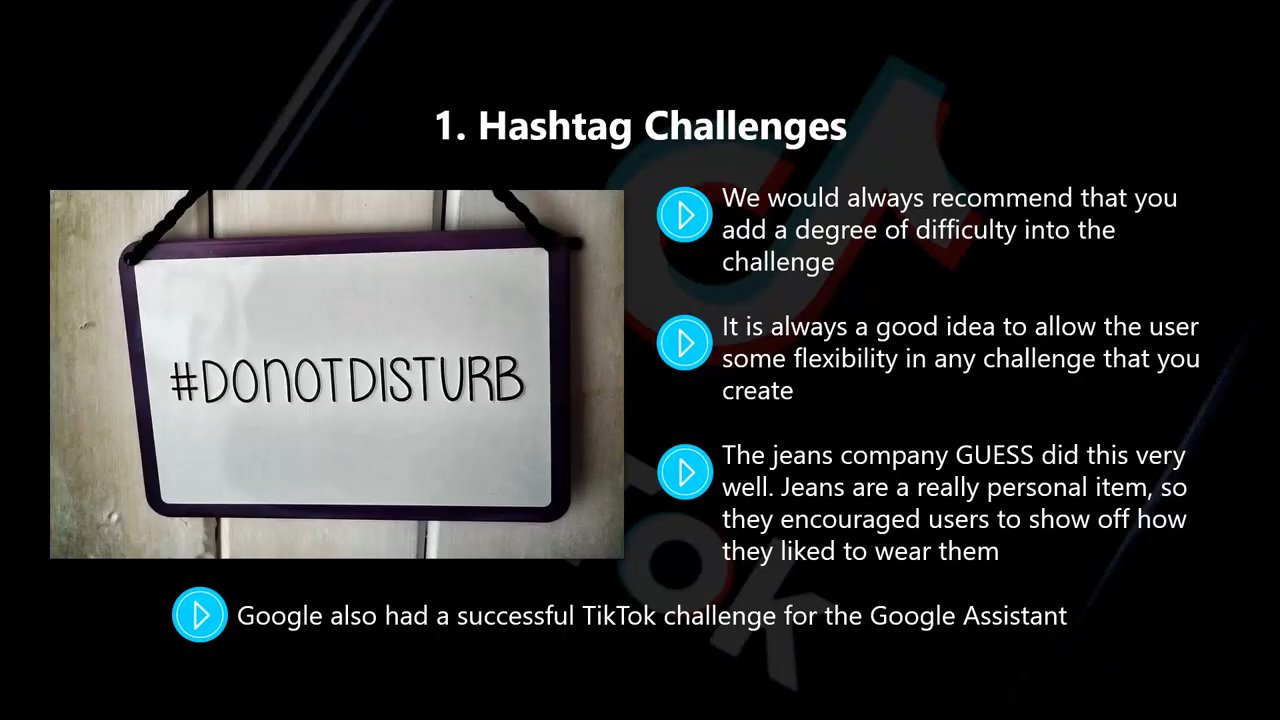 1. Hashtag Challenges
#DONOTDISTURB
We would always recommend that you
add a degree of difficulty into the
challenge
It is always a good idea to allow the user
some flexibility in any challenge that you
create
The jeans company GUESS did this very
well. Jeans are a really personal item, so
they encouraged users to show off how
they liked to wear them
Google also had a successful TikTok challenge for the Google Assistant